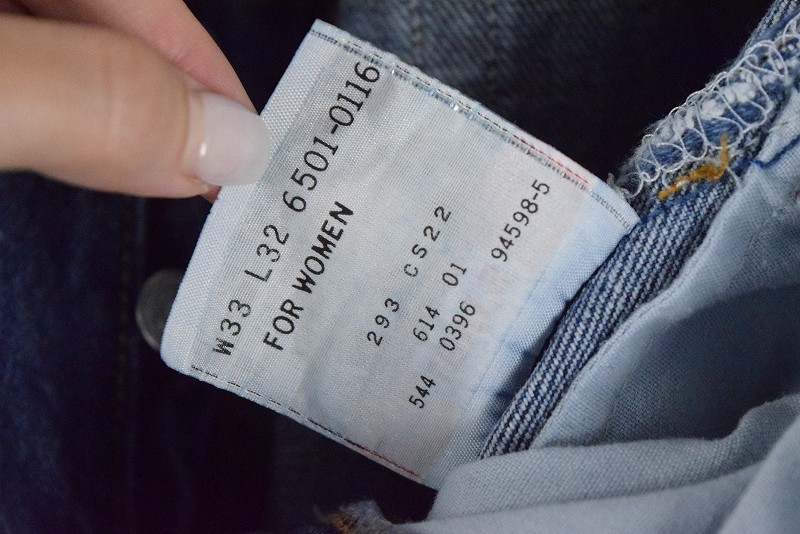 W33 L32 6501-0116
FOR WOMEN
293 CS22
614 01 94598-5
544 0396